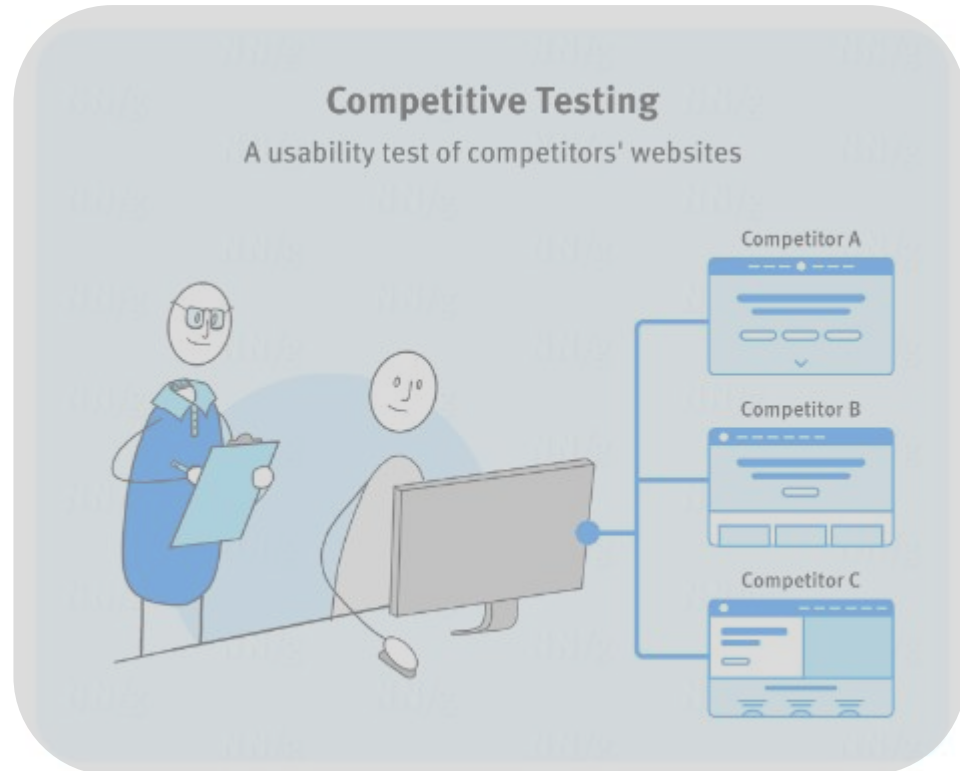 Competitive Testing
A usability test of competitors' websites
Competitor A
Competitor B
Competitor C